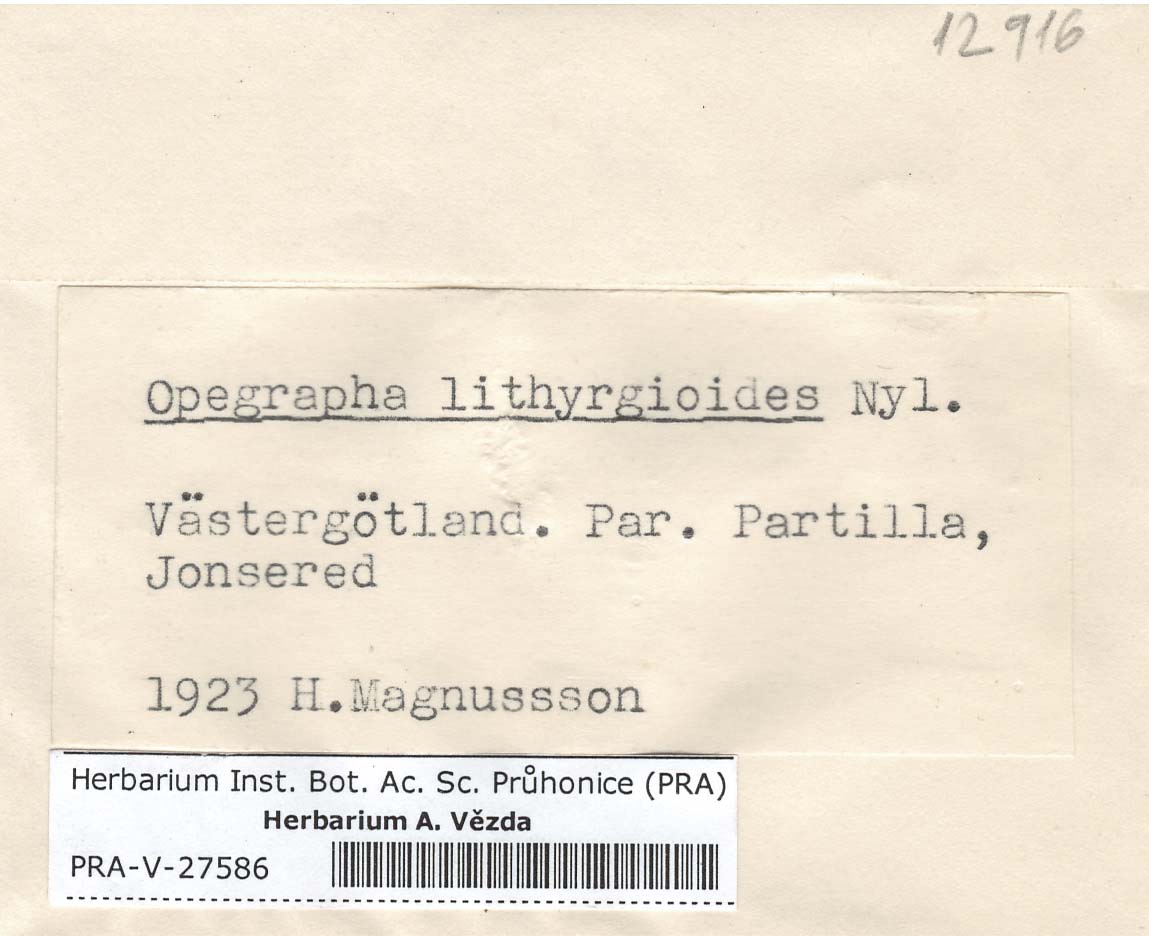 12916
Opegrapha lithyrgioides Nyl.
Västergötland. Par. Partilla,
Jonsered
1923 H.Magnussson
Herbarium Inst. Bot. Ac. Sc. Průhonice (PRA)
Herbarium A. Vězda
PRA-V-27586